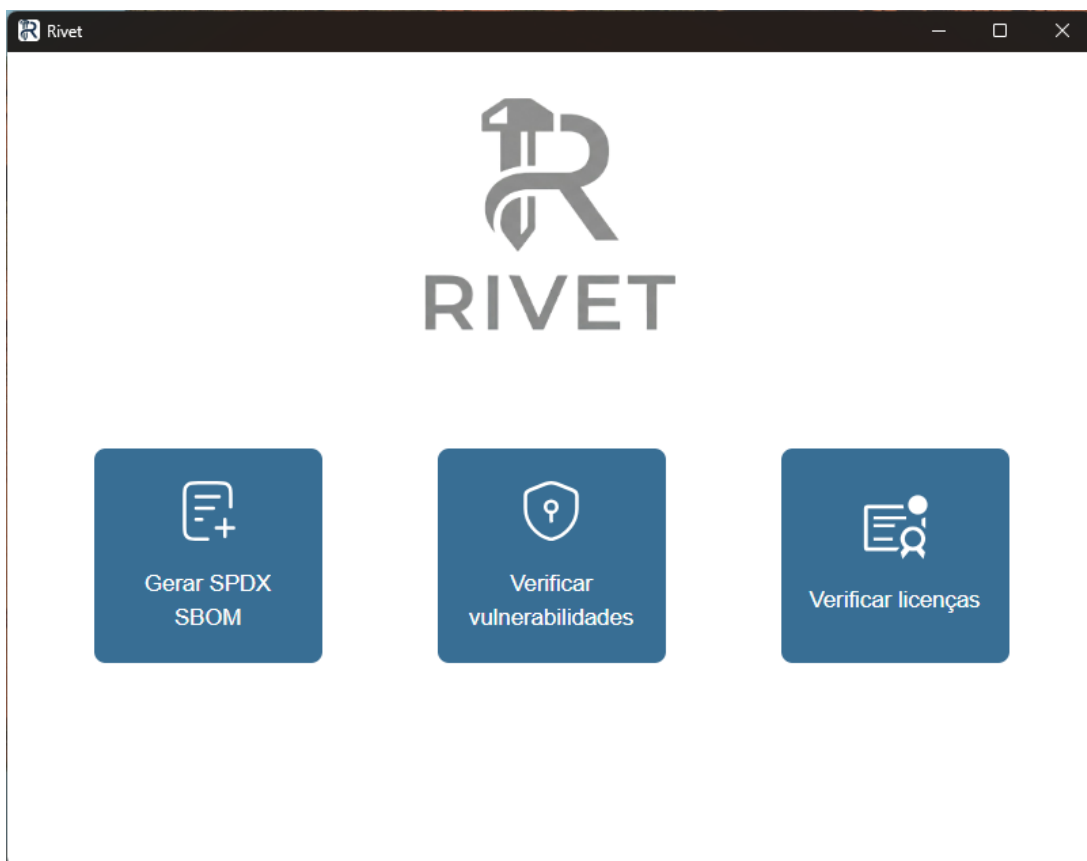 Rivet
RIVET
Gerar SPDX
SBOM
Verificar
vulnerabilidades
Verificar licenças